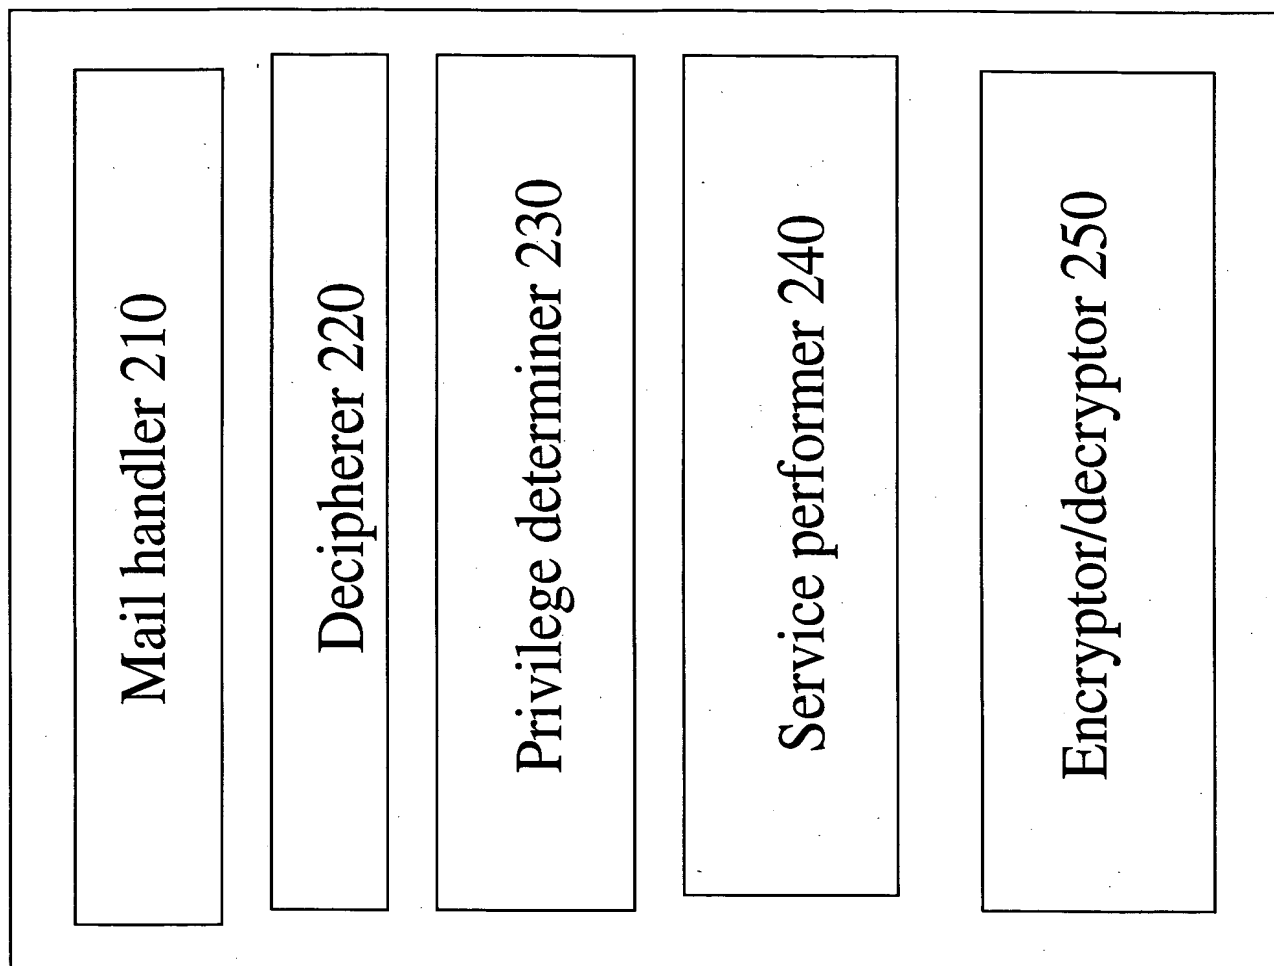 Mail handler 210
Decipherer 220
Privilege determiner 230
Service performer 240
Encryptor/decryptor 250